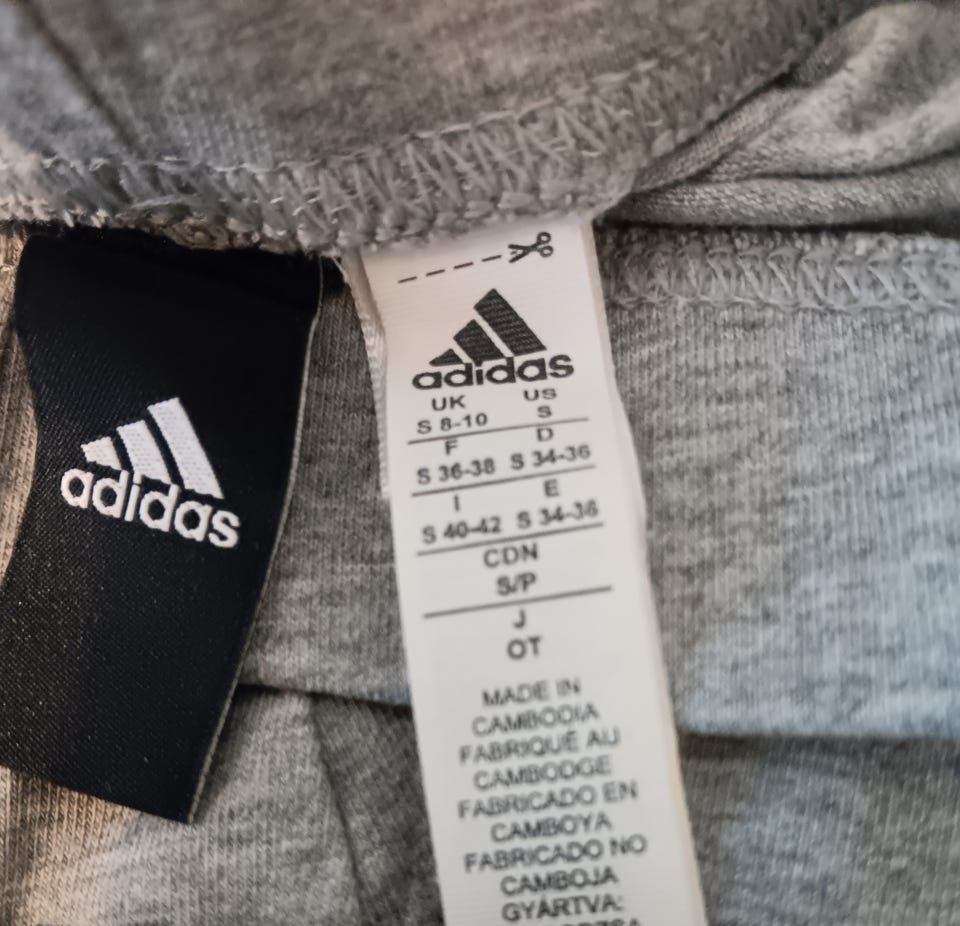 adidas
adidas
UK US
S 8-10 S
F D
S 36-38 S 34-36
I E
S 40-42 S 34-36
CDN
S/P
J
OT
MADE IN
CAMBODIA
FABRIQUÉ AU
CAMBODGE
FABRICADO EN
CAMBOYA
FABRICADO NO
CAMBOJA
GYÁRTVA: